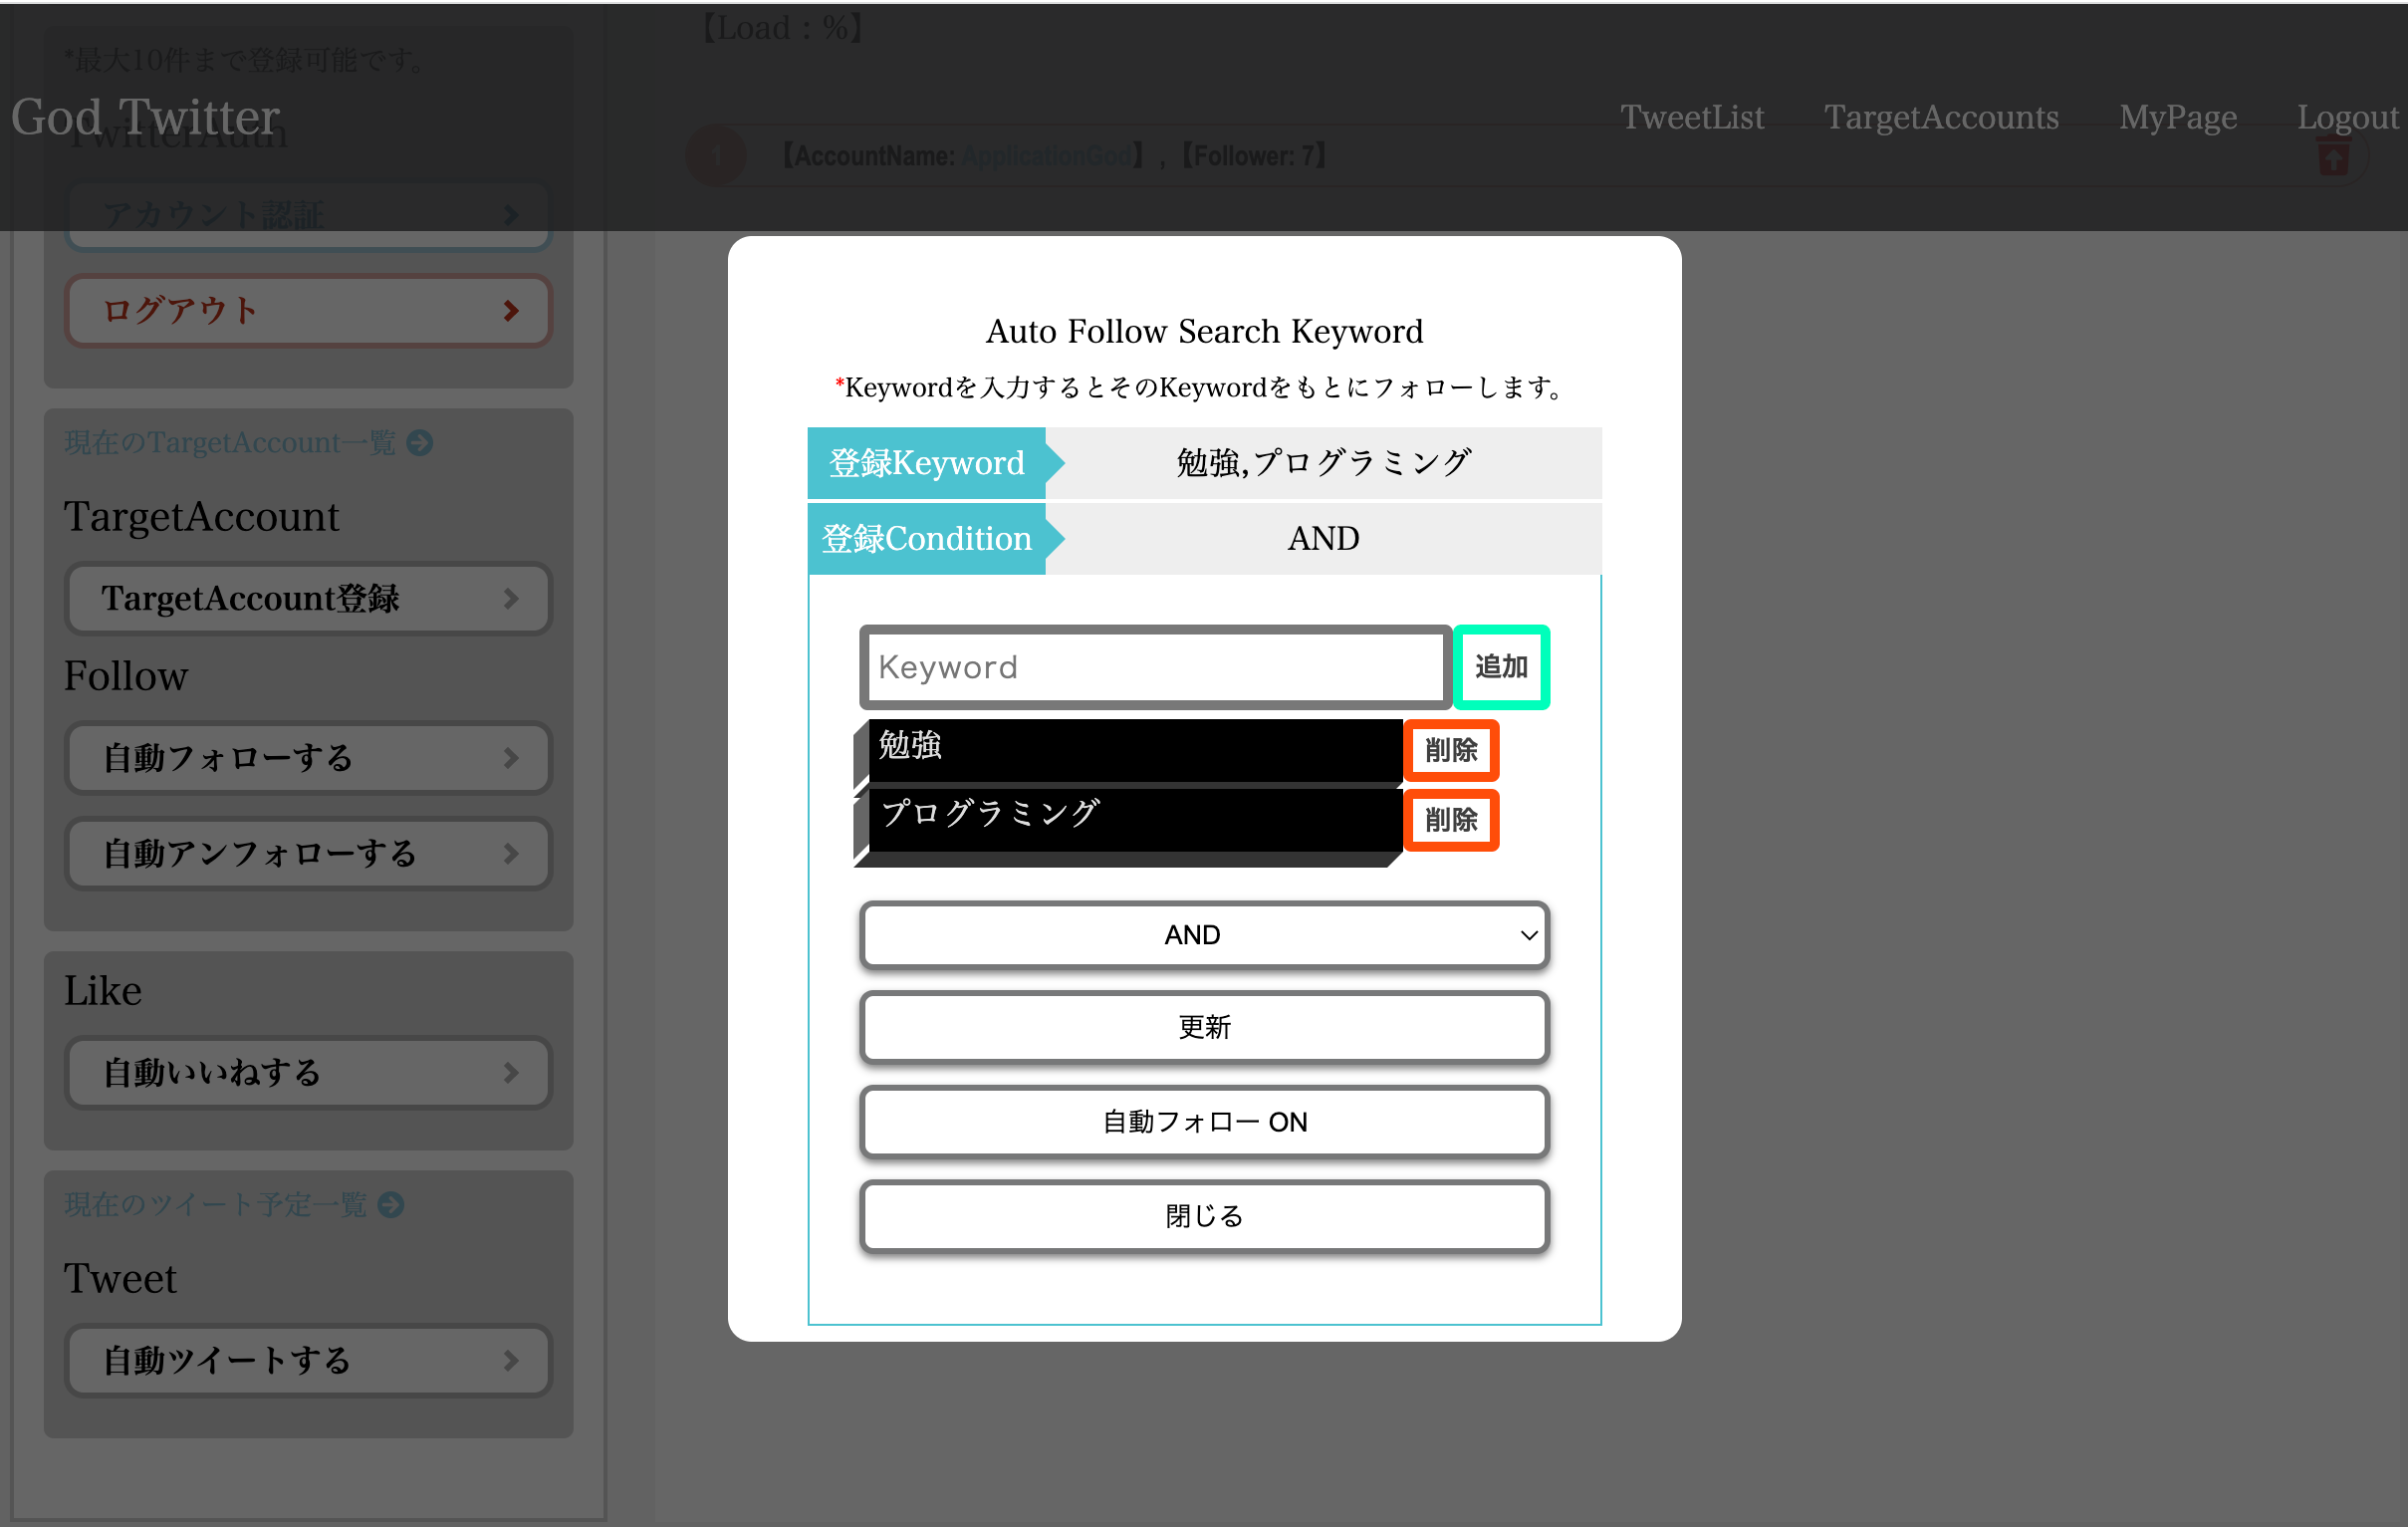 【Load：%】
*最大10件まで登録可能です。
God Twitter
TweetList
TargetAccounts
MyPage
Logout
TwitterAuth
1
【AccountName: ApplicationGod】,【Follower: 7】
アカウント認証
ログアウト
現在のTargetAccount一覧
TargetAccount
TargetAccount登録
Follow
自動フォローする
自動アンフォローする
Like
自動いいねする
現在のツイート予定一覧
Tweet
自動ツイートする
Auto Follow Search Keyword
*Keywordを入力するとそのKeywordをもとにフォローします。
登録Keyword
勉強,プログラミング
登録Condition
AND
Keyword
追加
勉強
削除
プログラミング
削除
AND
更新
自動フォロー ON
閉じる